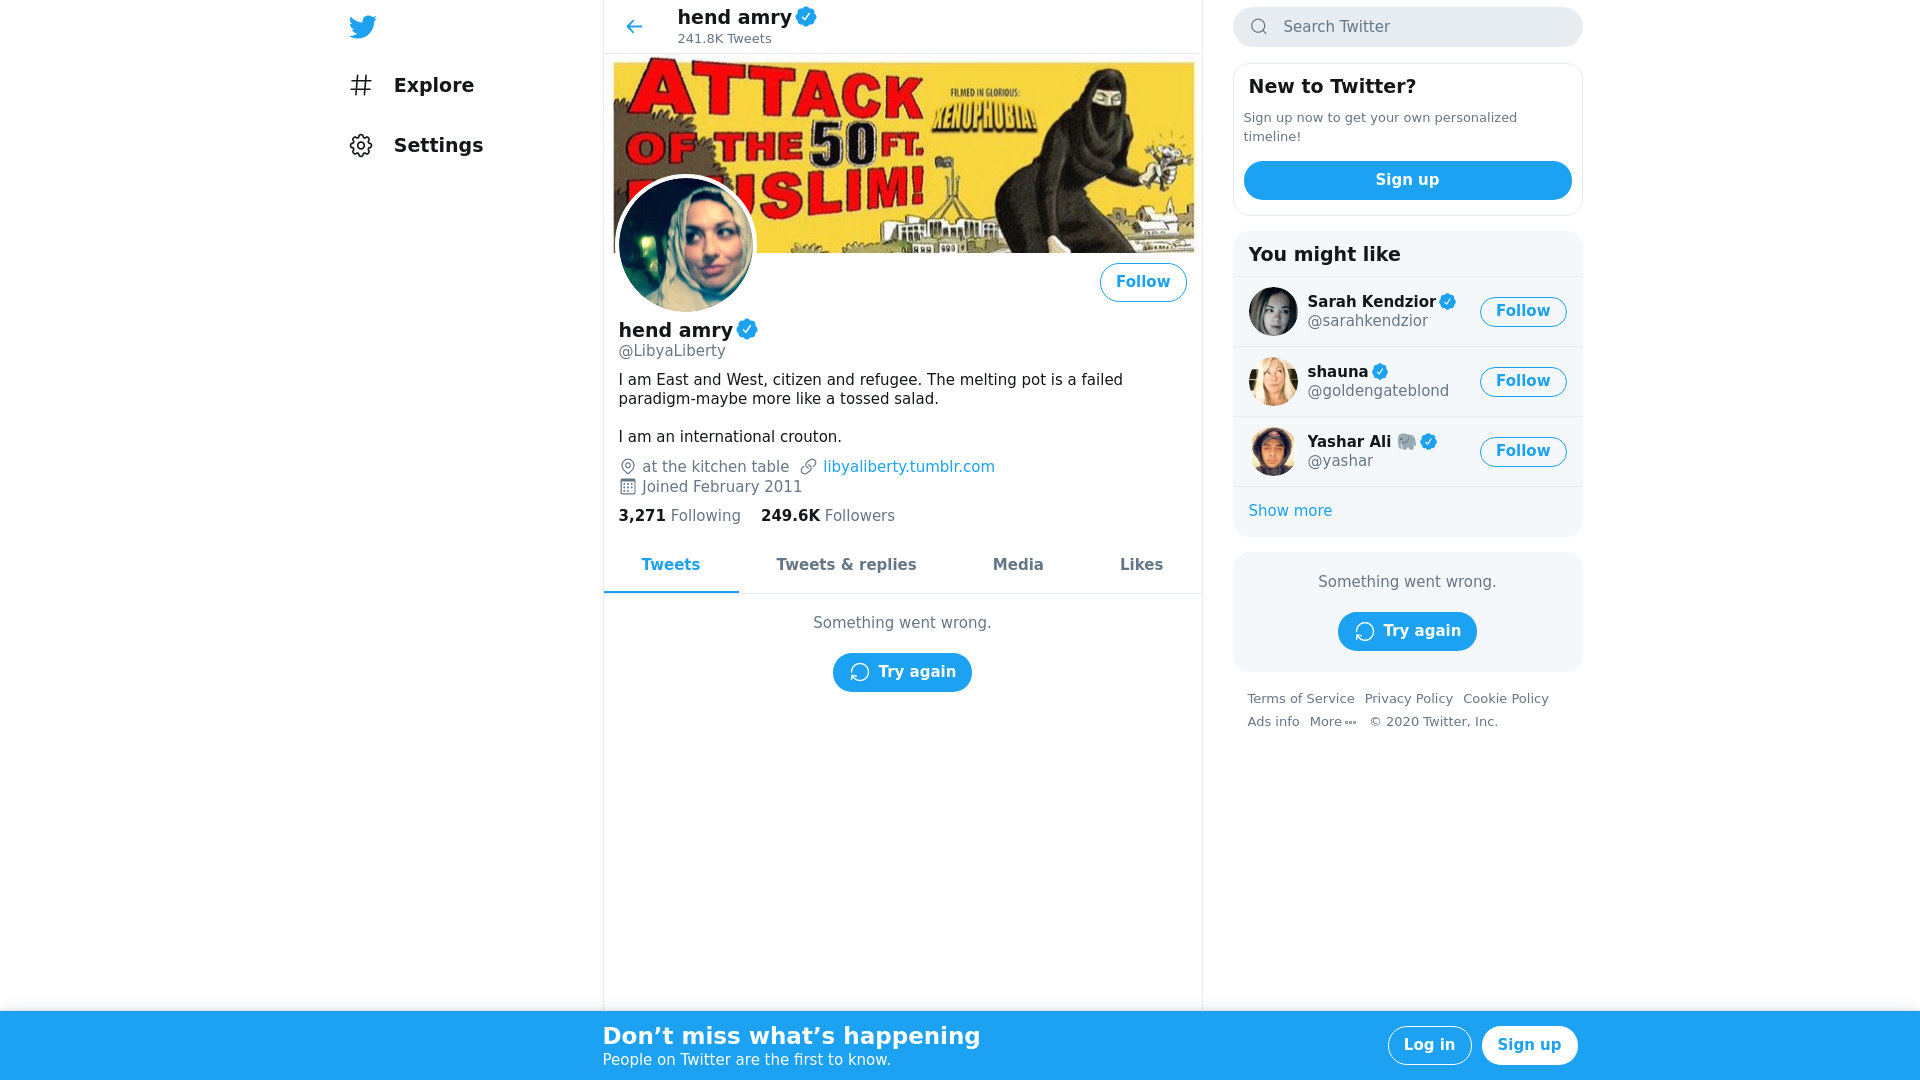 Explore
Settings
hend amry
241.8K Tweets
ATTACK
OF THE 50 FT.
USLIM!
FILMED IN GLORIOUS:
XENUPHOBIA!
Follow
hend amry
@LibyaLiberty
I am East and West, citizen and refugee. The melting pot is a failed
paradigm-maybe more like a tossed salad.
I am an international crouton.
at the kitchen table libyaliberty.tumblr.com
Joined February 2011
3,271 Following 249.6K Followers
Tweets Tweets & replies Media Likes
Something went wrong.
Try again
Search Twitter
New to Twitter?
Sign up now to get your own personalized
timeline!
Sign up
You might like
Sarah Kendzior
@sarahkendzior
Follow
shauna
@goldengateblond
Follow
Yashar Ali 🐘
@yashar
Follow
Show more
Something went wrong.
Try again
Terms of Service Privacy Policy Cookie Policy
Ads info More © 2020 Twitter, Inc.
Don’t miss what’s happening
People on Twitter are the first to know.
Log in Sign up